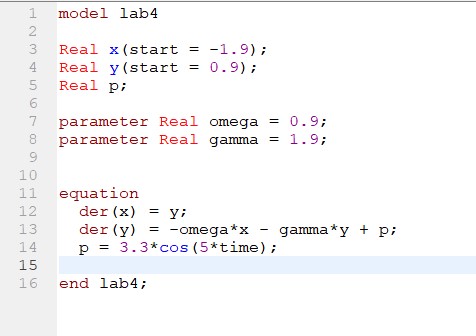 1 model lab4
2
3 Real x(start = -1.9);
4 Real y(start = 0.9);
5 Real p;
6
7 parameter Real omega = 0.9;
8 parameter Real gamma = 1.9;
9
10
11 equation
12 der(x) = y;
13 der(y) = -omega*x - gamma*y + p;
14 p = 3.3*cos(5*time);
15
16 end lab4;